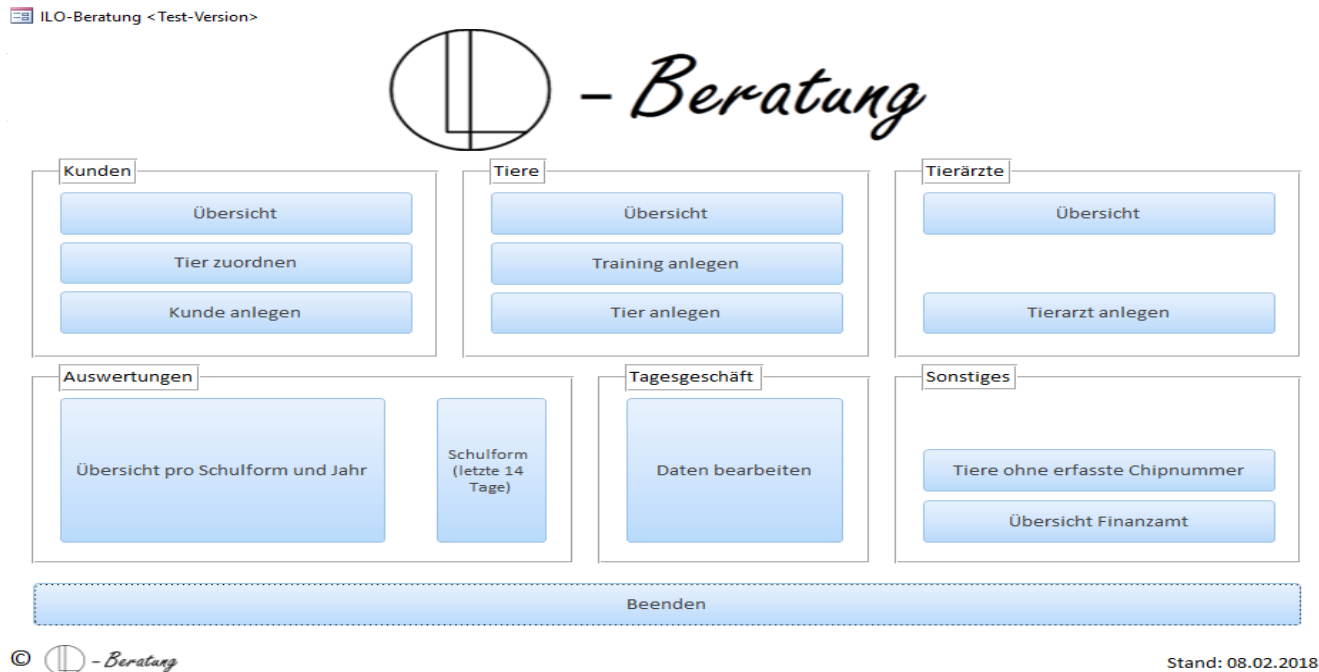 ILO-Beratung <Test-Version>
ILO - Beratung
Kunden
Übersicht
Tier zuordnen
Kunde anlegen
Tiere
Übersicht
Training anlegen
Tier anlegen
Tierärzte
Übersicht
Tierarzt anlegen
Auswertungen
Übersicht pro Schulform und Jahr
Schulform
(letzte 14
Tage)
Tagesgeschäft
Daten bearbeiten
Sonstiges
Tiere ohne erfasste Chipnummer
Übersicht Finanzamt
Beenden
© ILO - Beratung
Stand: 08.02.2018